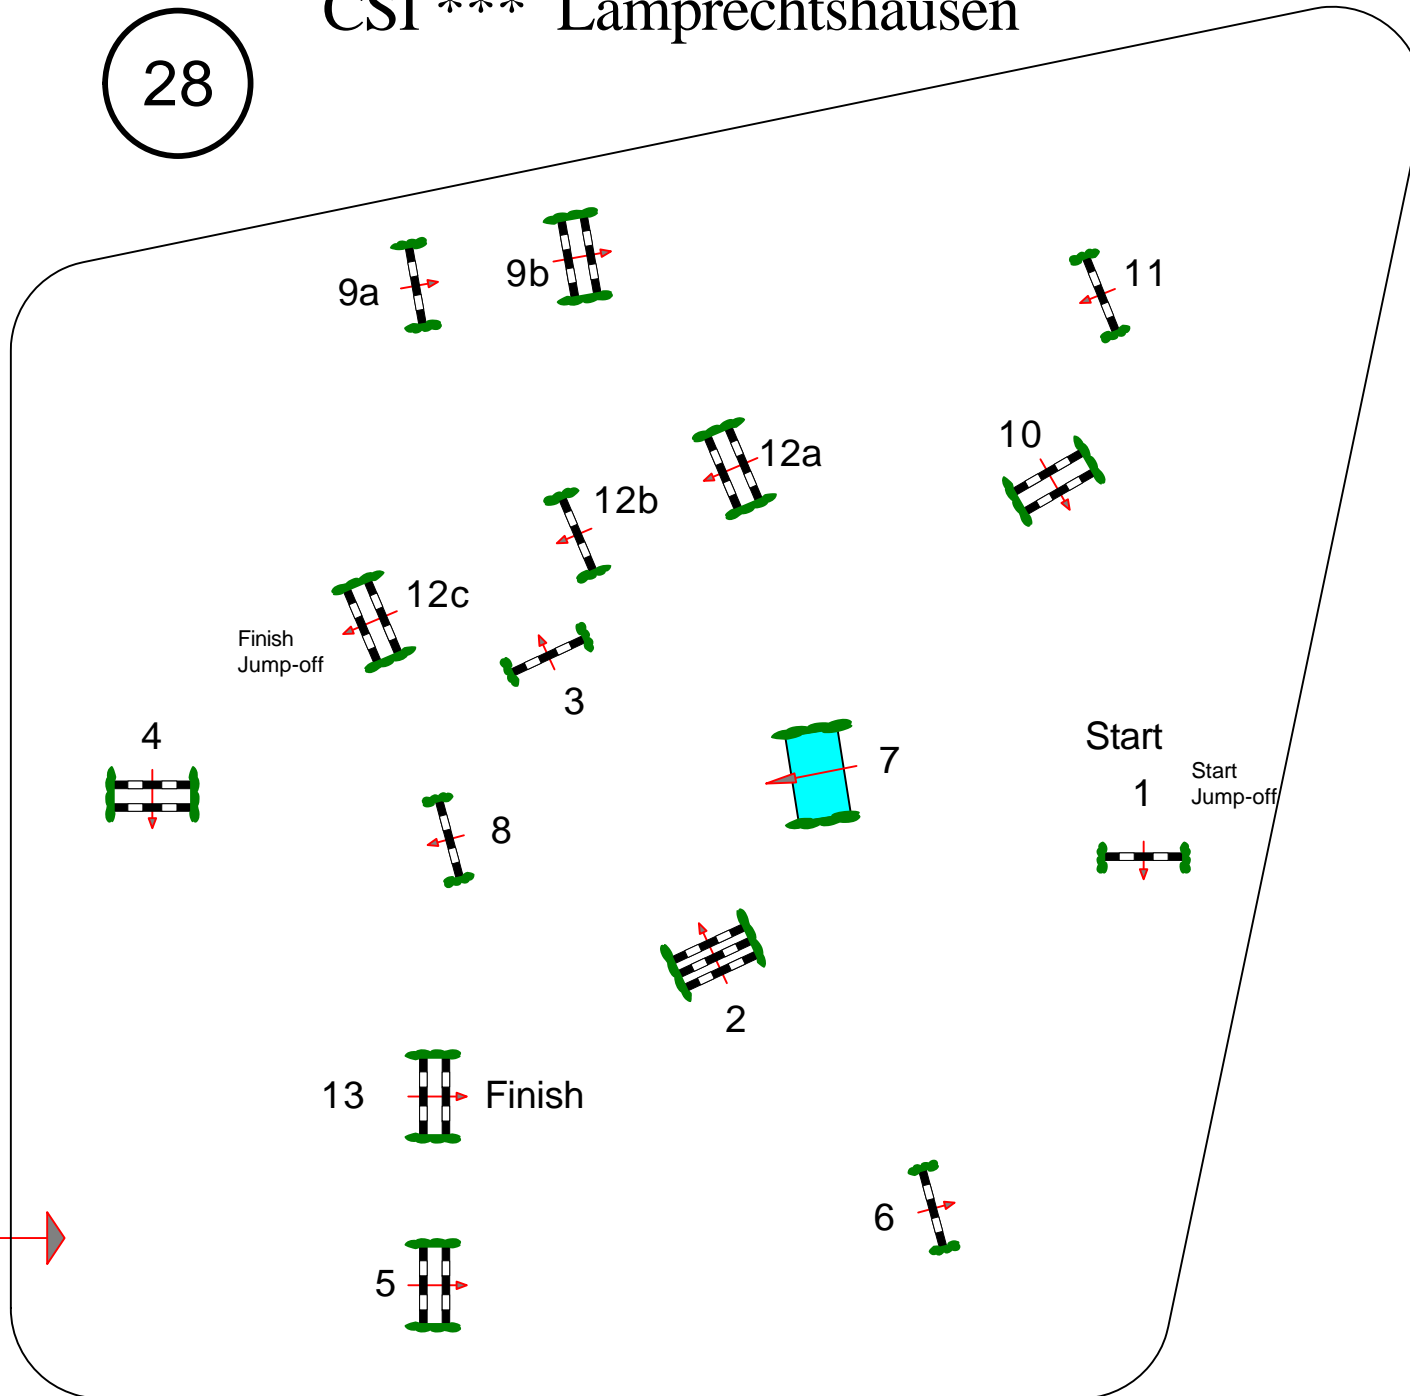 CSI *** Lamprechtshausen
28
9a
9b
11
10
12a
12b
12c
Finish
Jump-off
3
4
Start
7
Start
Jump-off
1
8
2
13
Finish
6
5